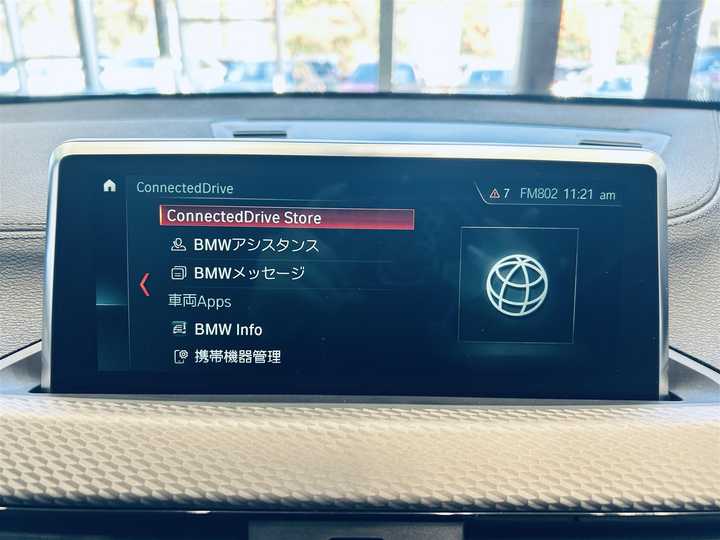 ConnectedDrive
7 FM802 11:21 am
ConnectedDrive Store
BMWアシスタンス
BMWメッセージ
車両Apps
BMW Info
携帯機器管理